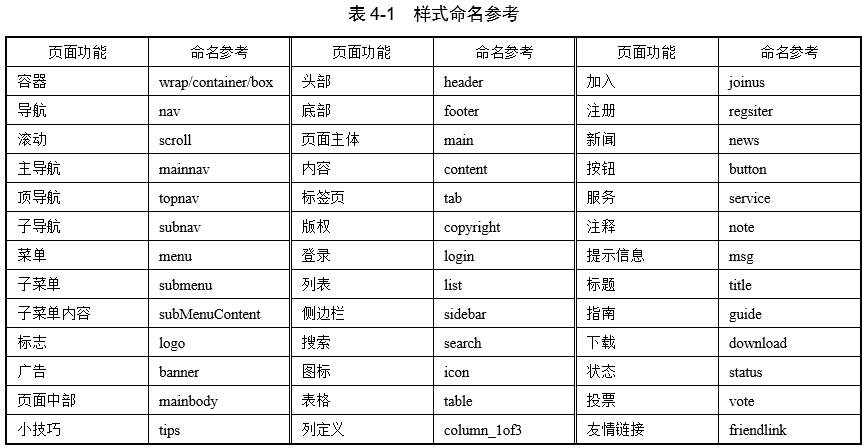 表 4-1 样式命名参考
页面功能 命名参考 页面功能 命名参考 页面功能 命名参考
容器 wrap/container/box 头部 header 加入 joinus
导航 nav 底部 footer 注册 regsiter
滚动 scroll 页面主体 main 新闻 news
主导航 mainnav 内容 content 按钮 button
顶导航 topnav 标签页 tab 服务 service
子导航 subnav 版权 copyright 注释 note
菜单 menu 登录 login 提示信息 msg
子菜单 submenu 列表 list 标题 title
子菜单内容 subMenuContent 侧边栏 sidebar 指南 guide
标志 logo 搜索 search 下载 download
广告 banner 图标 icon 状态 status
页面中部 mainbody 表格 table 投票 vote
小技巧 tips 列定义 column_1of3 友情链接 friendlink